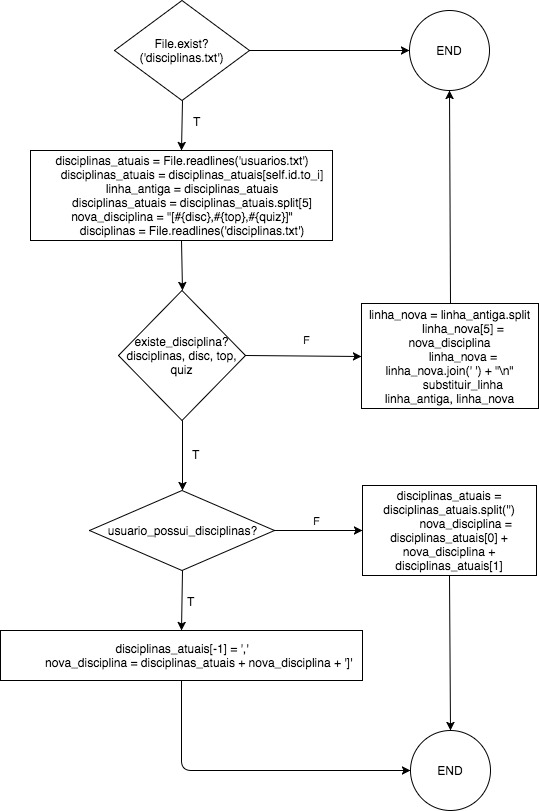 File.exist?
('disciplinas.txt')
END
T
disciplinas_atuais = File.readlines('usuarios.txt')
disciplinas_atuais = disciplinas_atuais[self.id.to_i]
linha_antiga = disciplinas_atuais
disciplinas_atuais = disciplinas_atuais.split[5]
nova_disciplina = "[#{disc},#{top},#{quiz}]"
disciplinas = File.readlines('disciplinas.txt')
existe_disciplina?
disciplinas, disc, top,
quiz
F
linha_nova = linha_antiga.split
linha_nova[5] =
nova_disciplina
linha_nova =
linha_nova.join(' ') + "\n"
substituir_linha
linha_antiga, linha_nova
T
usuario_possui_disciplinas?
F
disciplinas_atuais =
disciplinas_atuais.split('')
nova_disciplina =
disciplinas_atuais[0] +
nova_disciplina +
disciplinas_atuais[1]
T
disciplinas_atuais[-1] = ','
nova_disciplina = disciplinas_atuais + nova_disciplina + ']'
END